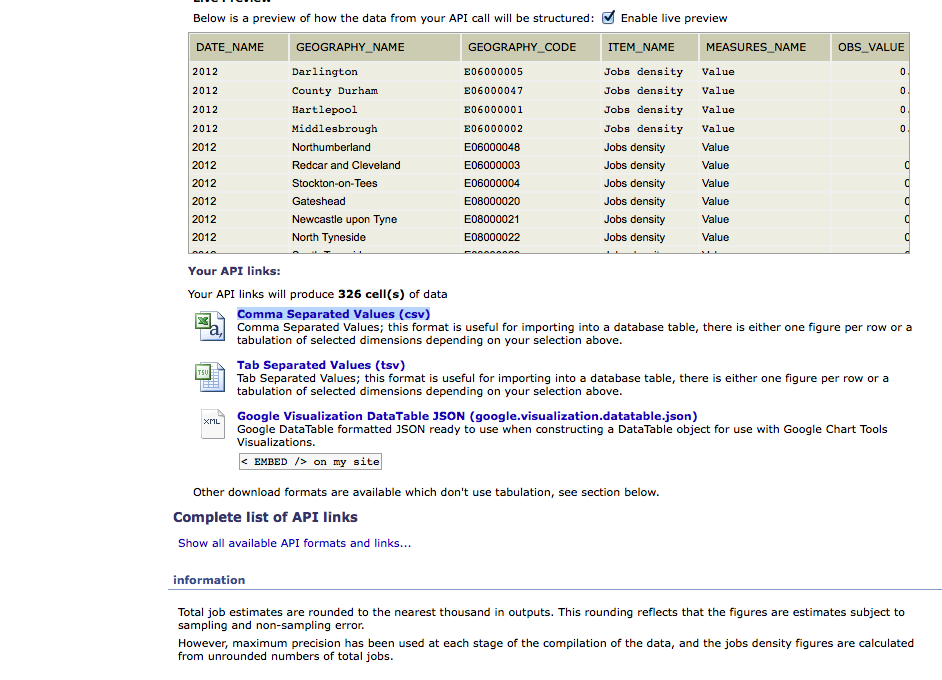 Live Preview
Below is a preview of how the data from your API call will be structured: Enable live preview
DATE_NAME GEOGRAPHY_NAME GEOGRAPHY_CODE ITEM_NAME MEASURES_NAME OBS_VALUE
2012 Darlington E06000005 Jobs density Value 0.
2012 County Durham E06000047 Jobs density Value 0.
2012 Hartlepool E06000001 Jobs density Value 0.
2012 Middlesbrough E06000002 Jobs density Value 0.
2012 Northumberland E06000048 Jobs density Value
2012 Redcar and Cleveland E06000003 Jobs density Value 0
2012 Stockton-on-Tees E06000004 Jobs density Value 0
2012 Gateshead E08000020 Jobs density Value 0
2012 Newcastle upon Tyne E08000021 Jobs density Value 0
2012 North Tyneside E08000022 Jobs density Value 0
Your API links:
Your API links will produce 326 cell(s) of data
a,
Comma Separated Values (csv)
Comma Separated Values; this format is useful for importing into a database table, there is either one figure per row or a
tabulation of selected dimensions depending on your selection above.
TSV
Tab Separated Values (tsv)
Tab Separated Values; this format is useful for importing into a database table, there is either one figure per row or a
tabulation of selected dimensions depending on your selection above.
XML
Google Visualization DataTable JSON (google.visualization.datatable.json)
Google DataTable formatted JSON ready to use when constructing a DataTable object for use with Google Chart Tools
Visualizations.
< EMBED /> on my site
Other download formats are available which don't use tabulation, see section below.
Complete list of API links
Show all available API formats and links...
information
Total job estimates are rounded to the nearest thousand in outputs. This rounding reflects that the figures are estimates subject to
sampling and non-sampling error.
However, maximum precision has been used at each stage of the compilation of the data, and the jobs density figures are calculated
from unrounded numbers of total jobs.